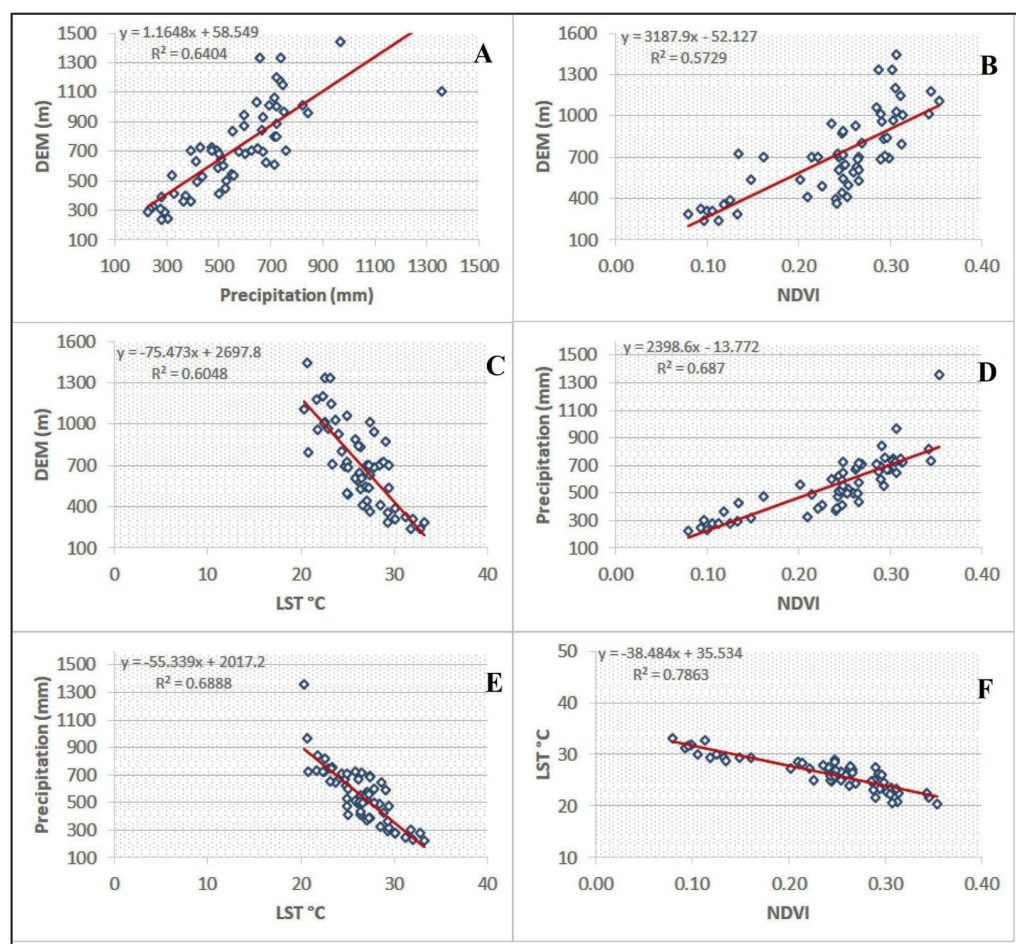 y = 1.1648x + 58.549
R² = 0.6404
A
DEM (m)
1500
1300
1100
900
700
500
300
100
100 300 500 700 900 1100 1300 1500
Precipitation (mm)
y = 3187.9x - 52.127
R² = 0.5729
B
DEM (m)
1600
1300
1000
700
400
100
0.00 0.10 0.20 0.30 0.40
NDVI
y = -75.473x + 2697.8
R² = 0.6048
C
DEM (m)
1600
1300
1000
700
400
100
0 10 20 30 40
LST °C
y = 2398.6x - 13.772
R² = 0.687
D
Precipitation (mm)
1500
1300
1100
900
700
500
300
100
0.00 0.10 0.20 0.30 0.40
NDVI
y = -55.339x + 2017.2
R² = 0.6888
E
Precipitation (mm)
1500
1300
1100
900
700
500
300
100
0 10 20 30 40
LST °C
y = -38.484x + 35.534
R² = 0.7863
F
LST °C
50
40
30
20
10
0.00 0.10 0.20 0.30 0.40
NDVI